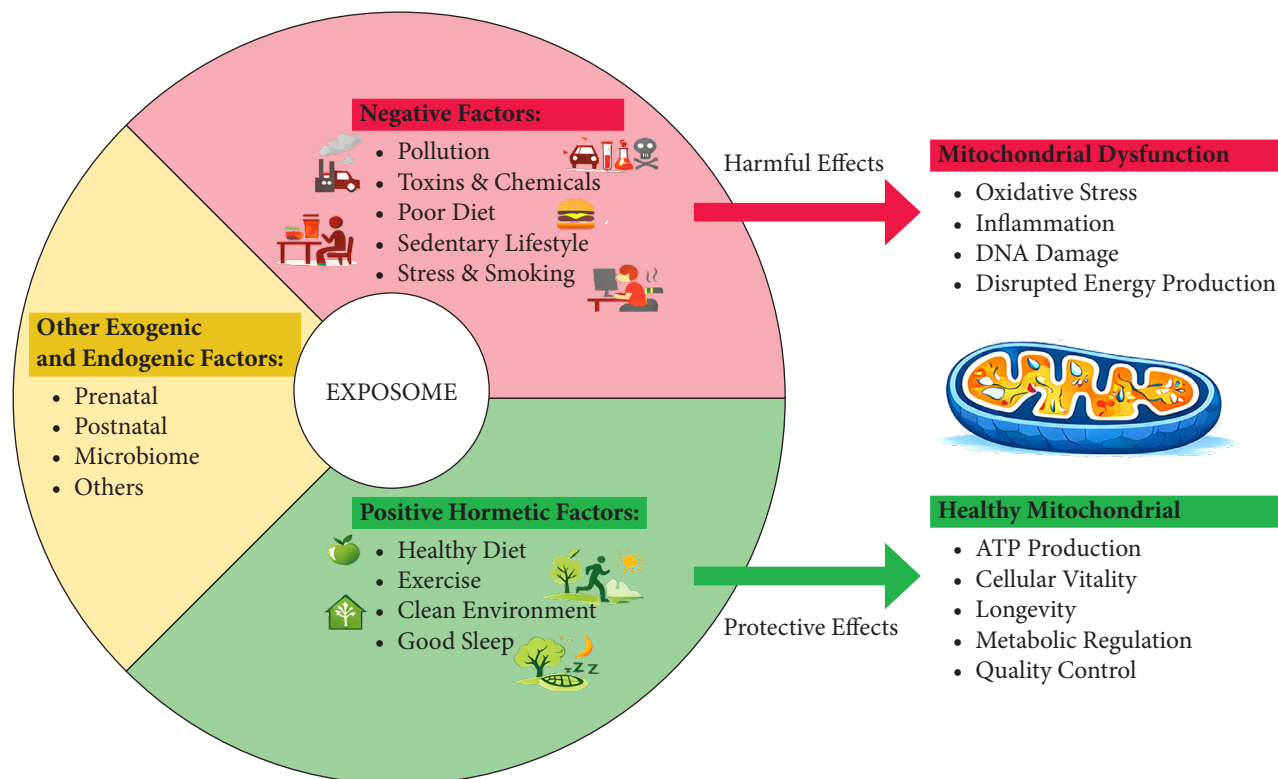 Negative Factors:
• Pollution
• Toxins & Chemicals
• Poor Diet
• Sedentary Lifestyle
• Stress & Smoking
Harmful Effects
Mitochondrial Dysfunction
• Oxidative Stress
• Inflammation
• DNA Damage
• Disrupted Energy Production
Other Exogenic
and Endogenic Factors:
• Prenatal
• Postnatal
• Microbiome
• Others
EXPOSOME
Positive Hormetic Factors:
• Healthy Diet
• Exercise
• Clean Environment
• Good Sleep
zZZ
Protective Effects
Healthy Mitochondrial
• ATP Production
• Cellular Vitality
• Longevity
• Metabolic Regulation
• Quality Control